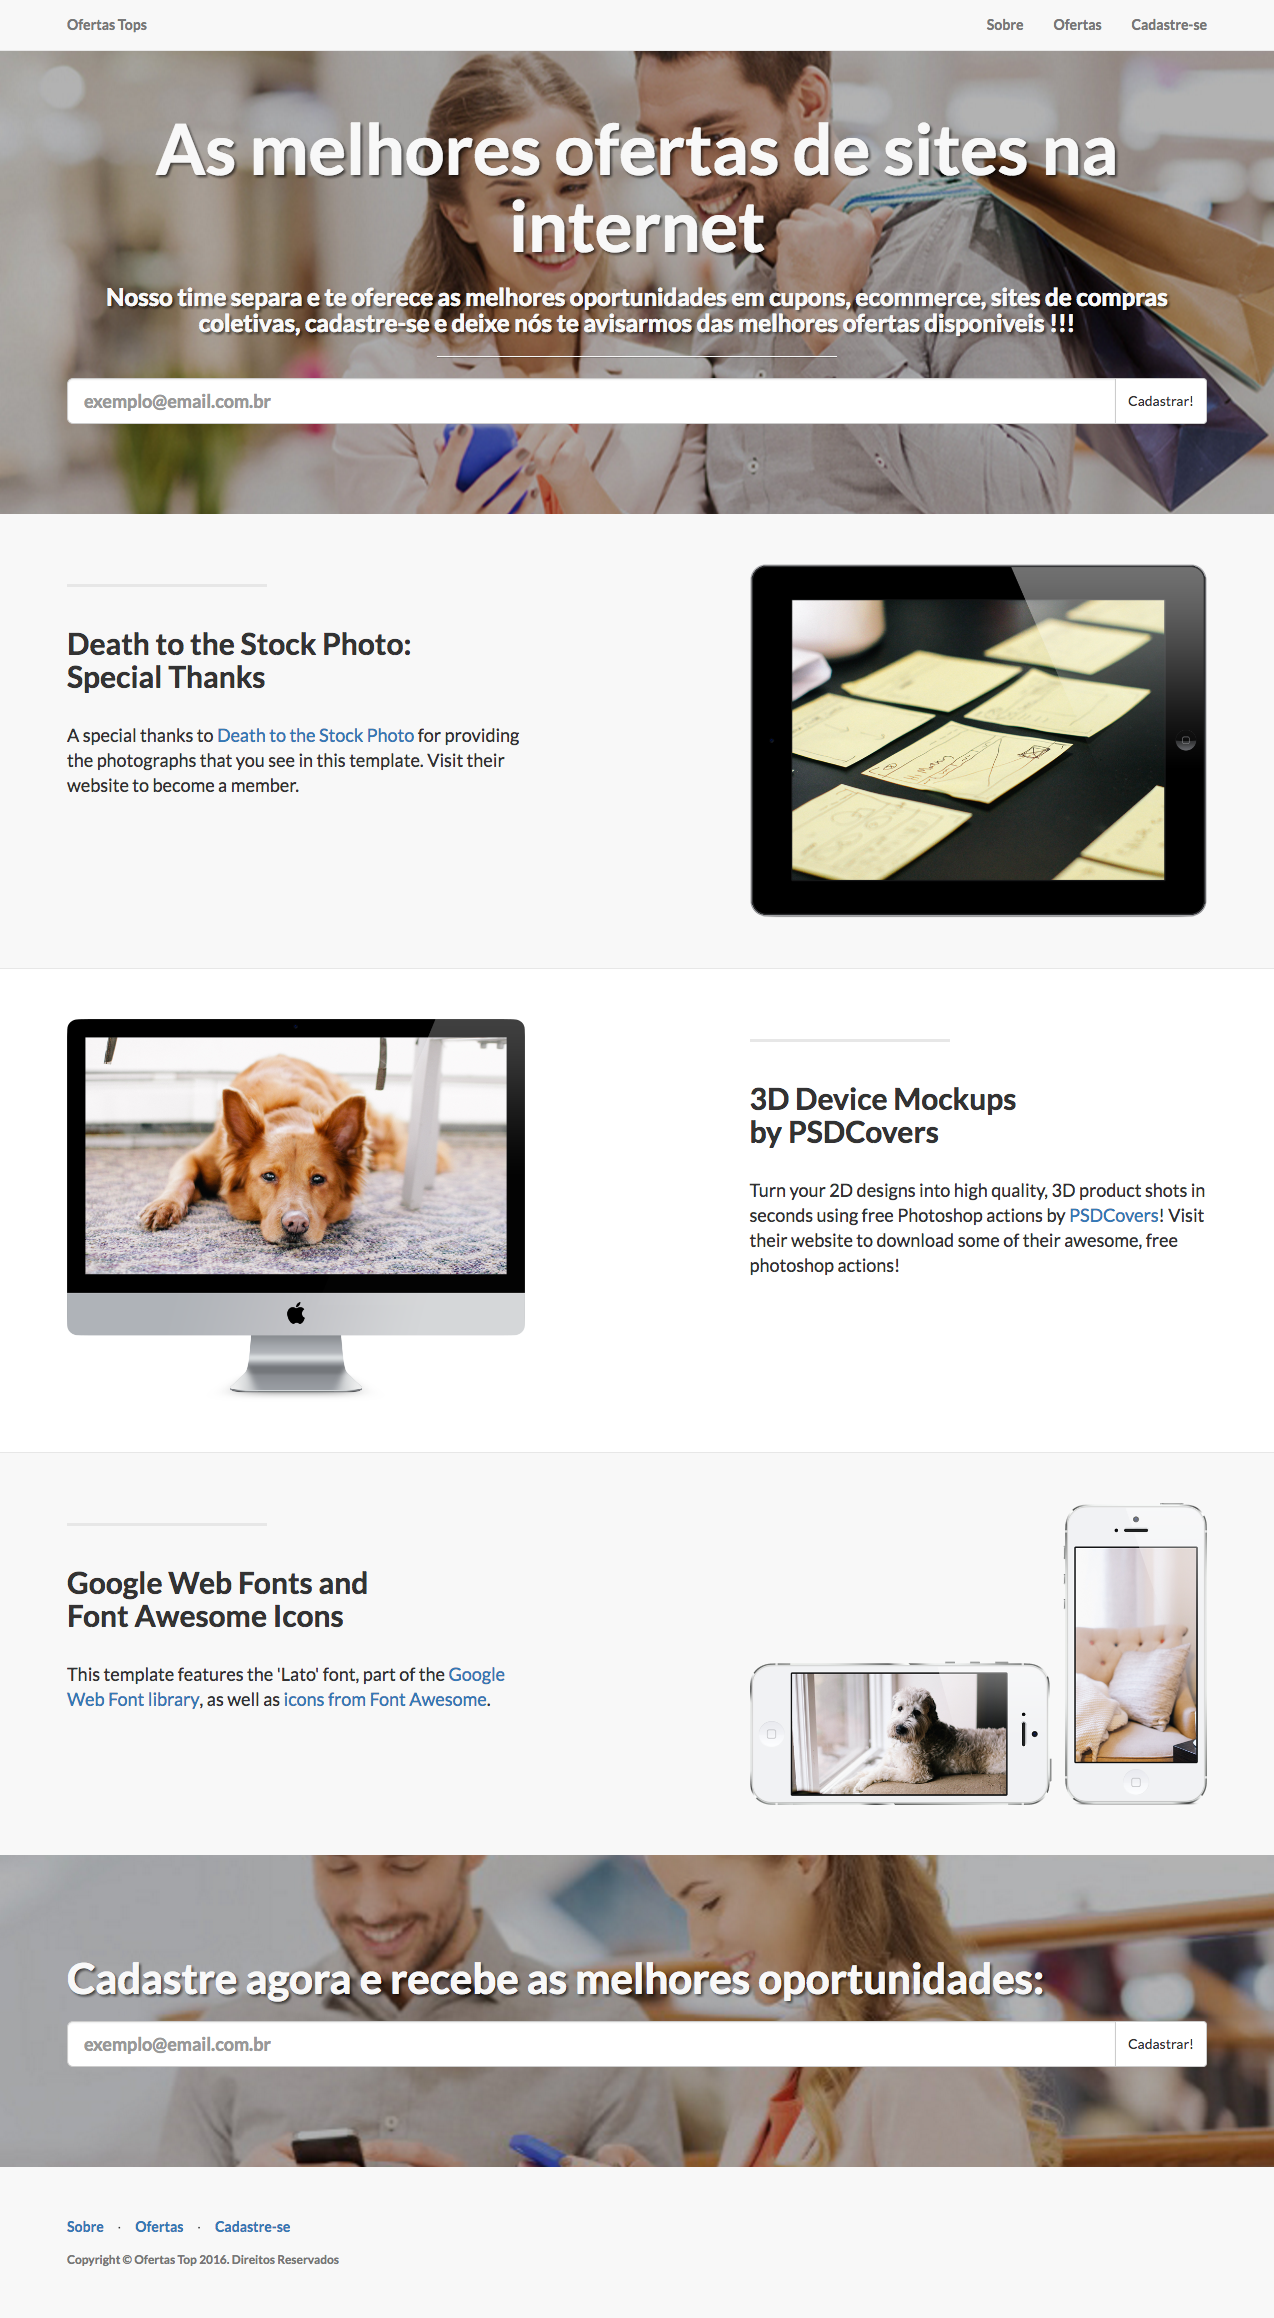 Ofertas Tops
Sobre
Ofertas
Cadastre-se
As melhores ofertas de sites na
internet
Nosso time separa e te oferece as melhores oportunidades em cupons, ecommerce, sites de compras
coletivas, cadastre-se e deixe nós te avisarmos das melhores ofertas disponiveis !!!
exemplo@email.com.br
Cadastrar!
Death to the Stock Photo:
Special Thanks
A special thanks to Death to the Stock Photo for providing
the photographs that you see in this template. Visit their
website to become a member.
3D Device Mockups
by PSDCovers
Turn your 2D designs into high quality, 3D product shots in
seconds using free Photoshop actions by PSDCovers! Visit
their website to download some of their awesome, free
photoshop actions!
Google Web Fonts and
Font Awesome Icons
This template features the 'Lato' font, part of the Google
Web Font library, as well as icons from Font Awesome.
Cadastre agora e recebe as melhores oportunidades:
exemplo@email.com.br
Cadastrar!
Sobre · Ofertas · Cadastre-se
Copyright © Ofertas Top 2016. Direitos Reservados